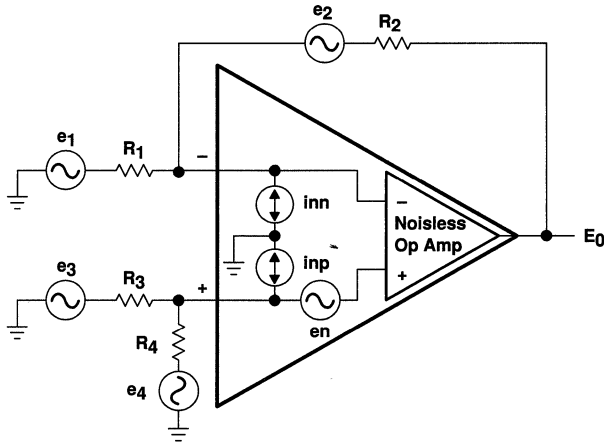 e2
R2
e1
R1
−
inn
−
Noisless
Op Amp
E0
inp
+
e3
R3
+
en
R4
e4